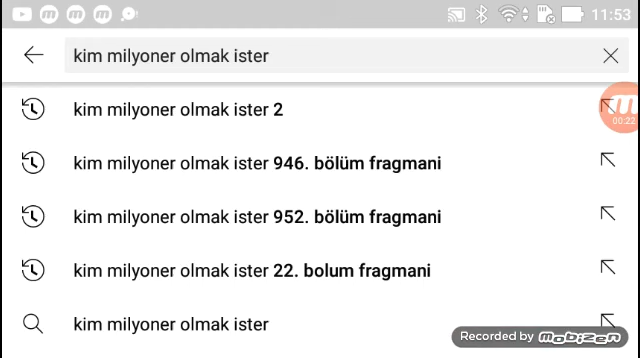 11:53
kim milyoner olmak ister
kim milyoner olmak ister 2
00:22
kim milyoner olmak ister 946. bölüm fragmani
kim milyoner olmak ister 952. bölüm fragmani
kim milyoner olmak ister 22. bolum fragmani
kim milyoner olmak ister
Recorded by mobizen